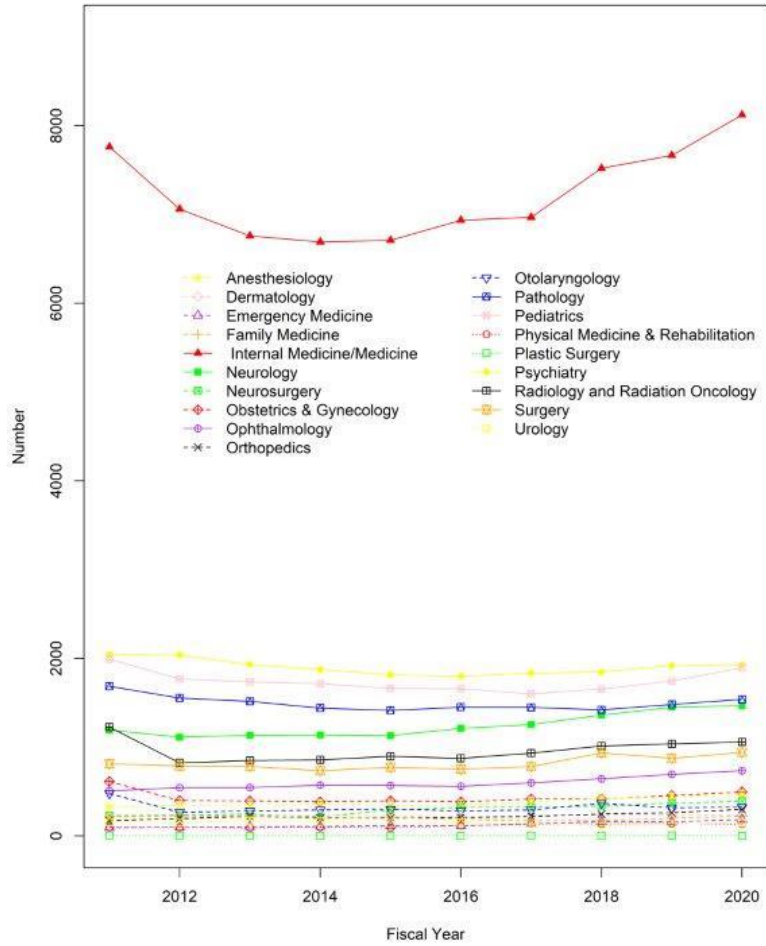 8000
6000
4000
2000
0
Number
Anesthesiology
Dermatology
Emergency Medicine
Family Medicine
Internal Medicine/Medicine
Neurology
Neurosurgery
Obstetrics & Gynecology
Ophthalmology
Orthopedics
Otolaryngology
Pathology
Pediatrics
Physical Medicine & Rehabilitation
Plastic Surgery
Psychiatry
Radiology and Radiation Oncology
Surgery
Urology
2012 2014 2016 2018 2020
Fiscal Year